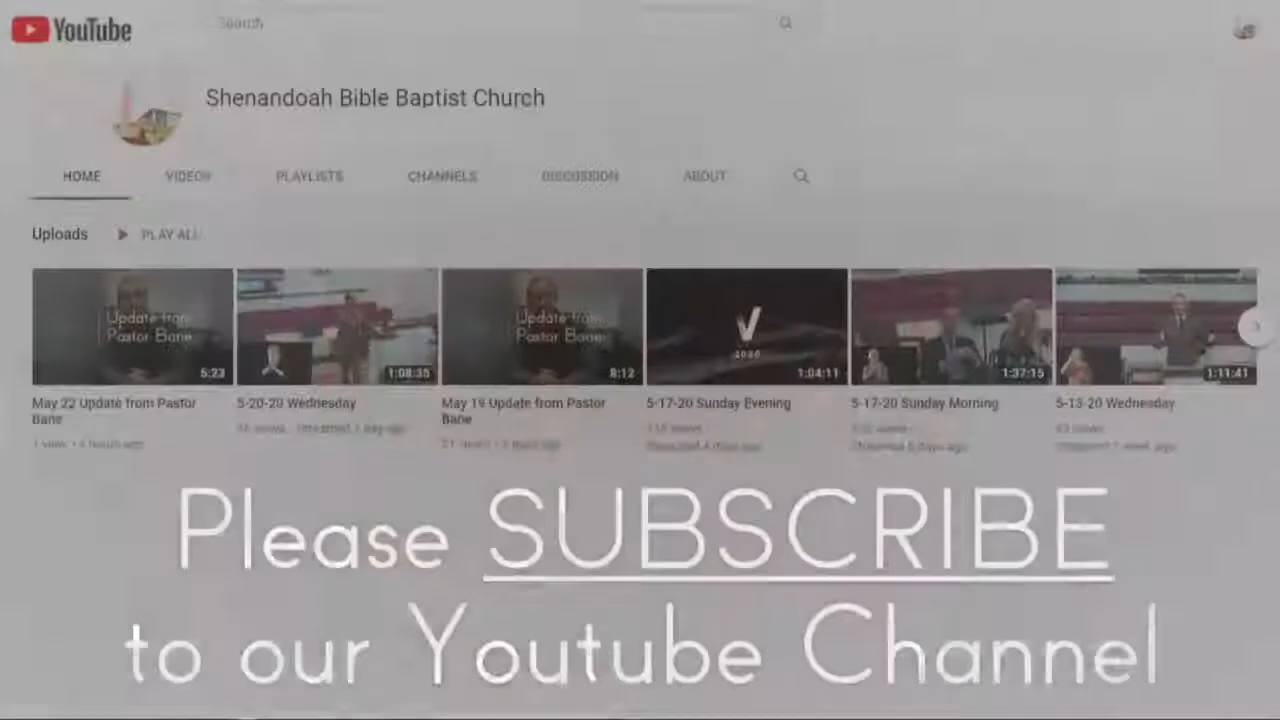 YouTube
Search
Shenandoah Bible Baptist Church
HOME VIDEOS PLAYLISTS CHANNELS DISCUSSION ABOUT
Uploads PLAY ALL
Update from
Pastor Bane
5:23
1:08:35
Update from
Pastor Bane
8:12
V
2020
1:04:11
1:37:15
1:11:41
May 22 Update from Pastor
Bane
5-20-20 Wednesday
May 19 Update from Pastor
Bane
5-17-20 Sunday Evening
5-17-20 Sunday Morning
5-13-20 Wednesday
Please SUBSCRIBE
to our Youtube Channel